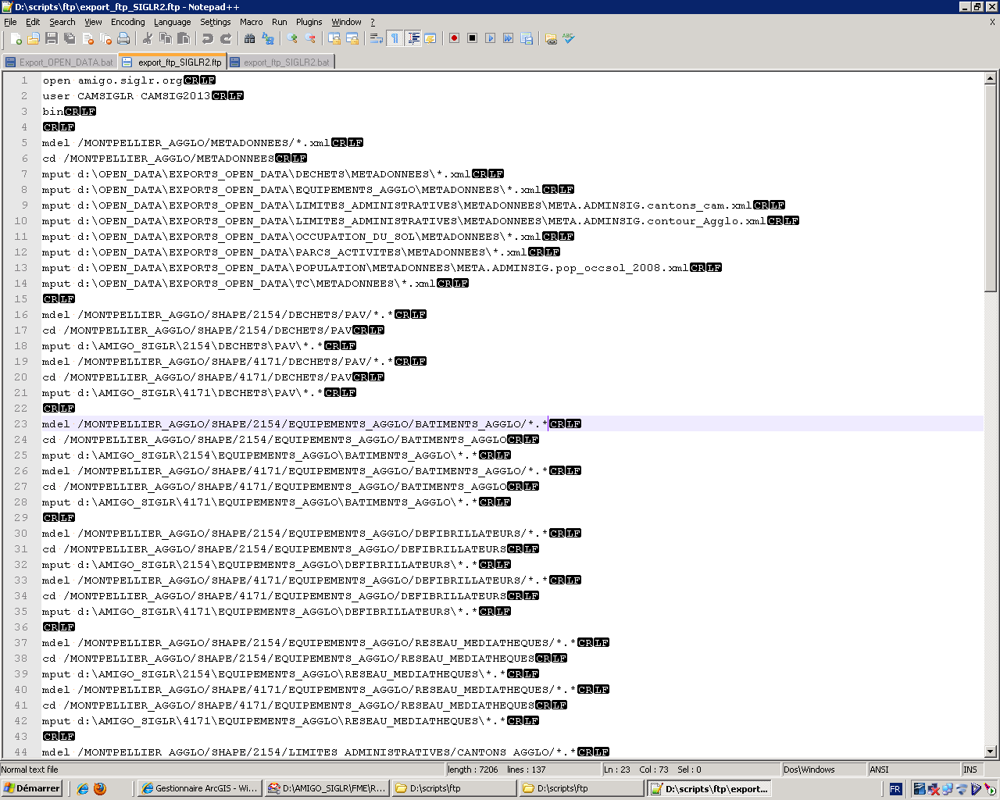 D:\scripts\ftp\export_ftp_SIGLR2.ftp - Notepad++
File Edit Search View Encoding Language Settings Macro Run Plugins Window ? X
Export_OPEN_DATA.bat export_ftp_SIGLR2.ftp export_ftp_SIGLR2.bat
1 open amigo.siglr.orgCRLF
2 user CAMSIGLR CAMSIG2013CRLF
3 binCRLF
4 CRLF
5 mdel /MONTPELLIER_AGGLO/METADONNEES/*.xmlCRLF
6 cd /MONTPELLIER_AGGLO/METADONNEESCRLF
7 mput d:\OPEN_DATA\EXPORTS_OPEN_DATA\DECHETS\METADONNEES\*.xmlCRLF
8 mput d:\OPEN_DATA\EXPORTS_OPEN_DATA\EQUIPEMENTS_AGGLO\METADONNEES\*.xmlCRLF
9 mput d:\OPEN_DATA\EXPORTS_OPEN_DATA\LIMITES_ADMINISTRATIVES\METADONNEES\META.ADMINSIG.cantons_cam.xmlCRLF
10 mput d:\OPEN_DATA\EXPORTS_OPEN_DATA\LIMITES_ADMINISTRATIVES\METADONNEES\META.ADMINSIG.contour_Agglo.xmlCRLF
11 mput d:\OPEN_DATA\EXPORTS_OPEN_DATA\OCCUPATION_DU_SOL\METADONNEES\*.xmlCRLF
12 mput d:\OPEN_DATA\EXPORTS_OPEN_DATA\PARCS_ACTIVITES\METADONNEES\*.xmlCRLF
13 mput d:\OPEN_DATA\EXPORTS_OPEN_DATA\POPULATION\METADONNEES\META.ADMINSIG.pop_occsol_2008.xmlCRLF
14 mput d:\OPEN_DATA\EXPORTS_OPEN_DATA\TC\METADONNEES\*.xmlCRLF
15 CRLF
16 mdel /MONTPELLIER_AGGLO/SHAPE/2154/DECHETS/PAV/*.*CRLF
17 cd /MONTPELLIER_AGGLO/SHAPE/2154/DECHETS/PAVCRLF
18 mput d:\AMIGO_SIGLR\2154\DECHETS\PAV\*.*CRLF
19 mdel /MONTPELLIER_AGGLO/SHAPE/4171/DECHETS/PAV/*.*CRLF
20 cd /MONTPELLIER_AGGLO/SHAPE/4171/DECHETS/PAVCRLF
21 mput d:\AMIGO_SIGLR\4171\DECHETS\PAV\*.*CRLF
22 CRLF
23 mdel /MONTPELLIER_AGGLO/SHAPE/2154/EQUIPEMENTS_AGGLO/BATIMENTS_AGGLO/*.*CRLF
24 cd /MONTPELLIER_AGGLO/SHAPE/2154/EQUIPEMENTS_AGGLO/BATIMENTS_AGGLOCRLF
25 mput d:\AMIGO_SIGLR\2154\EQUIPEMENTS_AGGLO\BATIMENTS_AGGLO\*.*CRLF
26 mdel /MONTPELLIER_AGGLO/SHAPE/4171/EQUIPEMENTS_AGGLO/BATIMENTS_AGGLO/*.*CRLF
27 cd /MONTPELLIER_AGGLO/SHAPE/4171/EQUIPEMENTS_AGGLO/BATIMENTS_AGGLOCRLF
28 mput d:\AMIGO_SIGLR\4171\EQUIPEMENTS_AGGLO\BATIMENTS_AGGLO\*.*CRLF
29 CRLF
30 mdel /MONTPELLIER_AGGLO/SHAPE/2154/EQUIPEMENTS_AGGLO/DEFIBRILLATEURS/*.*CRLF
31 cd /MONTPELLIER_AGGLO/SHAPE/2154/EQUIPEMENTS_AGGLO/DEFIBRILLATEURSCRLF
32 mput d:\AMIGO_SIGLR\2154\EQUIPEMENTS_AGGLO\DEFIBRILLATEURS\*.*CRLF
33 mdel /MONTPELLIER_AGGLO/SHAPE/4171/EQUIPEMENTS_AGGLO/DEFIBRILLATEURS/*.*CRLF
34 cd /MONTPELLIER_AGGLO/SHAPE/4171/EQUIPEMENTS_AGGLO/DEFIBRILLATEURSCRLF
35 mput d:\AMIGO_SIGLR\4171\EQUIPEMENTS_AGGLO\DEFIBRILLATEURS\*.*CRLF
36 CRLF
37 mdel /MONTPELLIER_AGGLO/SHAPE/2154/EQUIPEMENTS_AGGLO/RESEAU_MEDIATHEQUES/*.*CRLF
38 cd /MONTPELLIER_AGGLO/SHAPE/2154/EQUIPEMENTS_AGGLO/RESEAU_MEDIATHEQUESCRLF
39 mput d:\AMIGO_SIGLR\2154\EQUIPEMENTS_AGGLO\RESEAU_MEDIATHEQUES\*.*CRLF
40 mdel /MONTPELLIER_AGGLO/SHAPE/4171/EQUIPEMENTS_AGGLO/RESEAU_MEDIATHEQUES/*.*CRLF
41 cd /MONTPELLIER_AGGLO/SHAPE/4171/EQUIPEMENTS_AGGLO/RESEAU_MEDIATHEQUESCRLF
42 mput d:\AMIGO_SIGLR\4171\EQUIPEMENTS_AGGLO\RESEAU_MEDIATHEQUES\*.*CRLF
43 CRLF
44 mdel /MONTPELLIER_AGGLO/SHAPE/2154/LIMITES_ADMINISTRATIVES/CANTONS_AGGLO/*.*CRLF
Normal text file length : 7206 lines : 137 Ln : 23 Col : 73 Sel : 0 Dos\Windows ANSI INS
Démarrer Gestionnaire ArcGIS - Wi... D:\AMIGO_SIGLR\FME\R... D:\scripts\ftp D:\scripts\ftp D:\scripts\ftp\export... FR